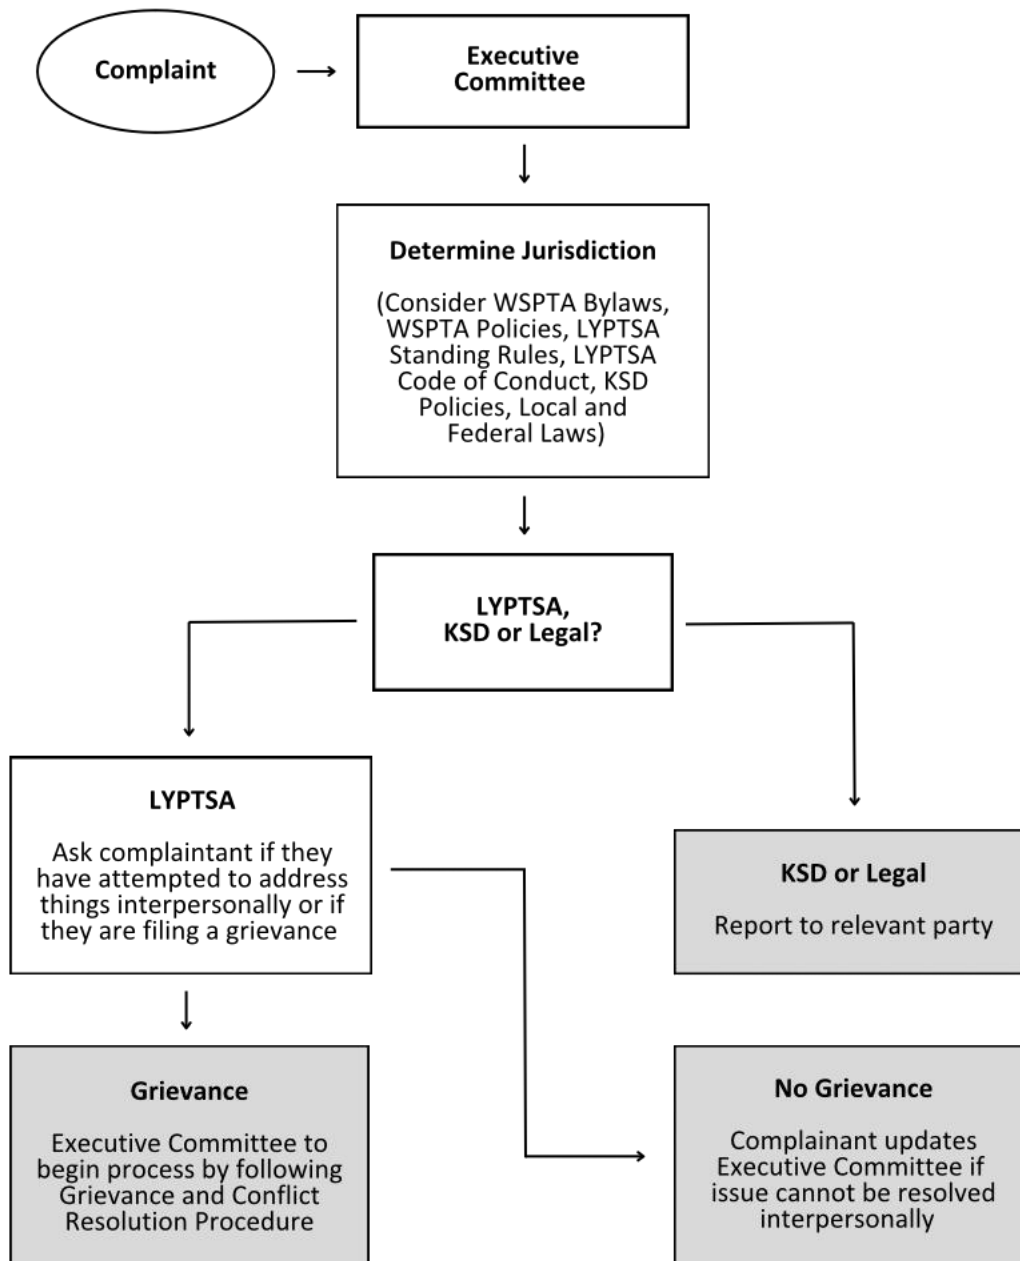 Complaint
Executive
Committee
Determine Jurisdiction
(Consider WSPTA Bylaws,
WSPTA Policies, LYPTSA
Standing Rules, LYPTSA
Code of Conduct, KSD
Policies, Local and
Federal Laws)
LYPTSA,
KSD or Legal?
LYPTSA
Ask complaintant if they
have attempted to address
things interpersonally or if
they are filing a grievance
KSD or Legal
Report to relevant party
Grievance
Executive Committee to
begin process by following
Grievance and Conflict
Resolution Procedure
No Grievance
Complainant updates
Executive Committee if
issue cannot be resolved
interpersonally